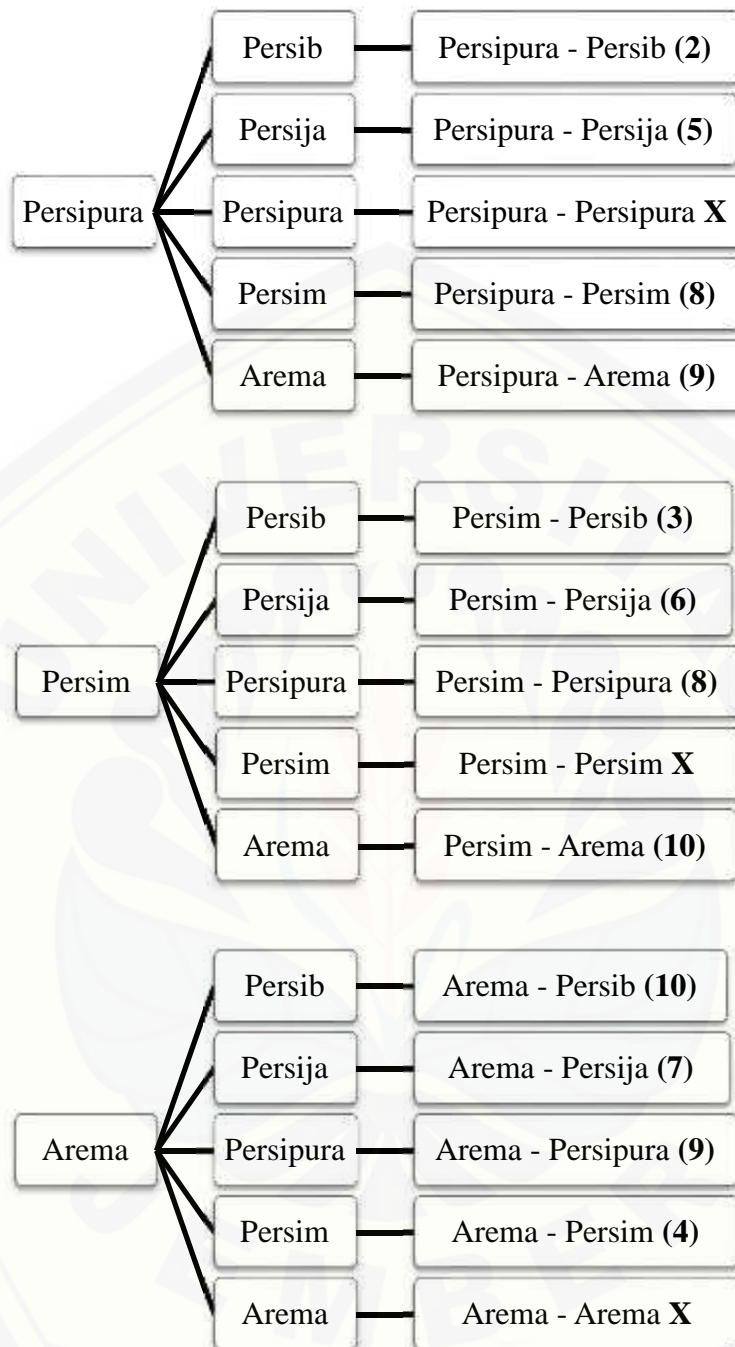 Persib
Persipura - Persib (2)
Persija
Persipura - Persija (5)
Persipura
Persipura
Persipura - Persipura X
Persim
Persipura - Persim (8)
Arema
Persipura - Arema (9)
Persib
Persim - Persib (3)
Persija
Persim - Persija (6)
Persim
Persipura
Persim - Persipura (8)
Persim
Persim - Persim X
Arema
Persim - Arema (10)
Persib
Arema - Persib (10)
Persija
Arema - Persija (7)
Arema
Persipura
Arema - Persipura (9)
Persim
Arema - Persim (4)
Arema
Arema - Arema X
UNIVERSITAS
JEMBER